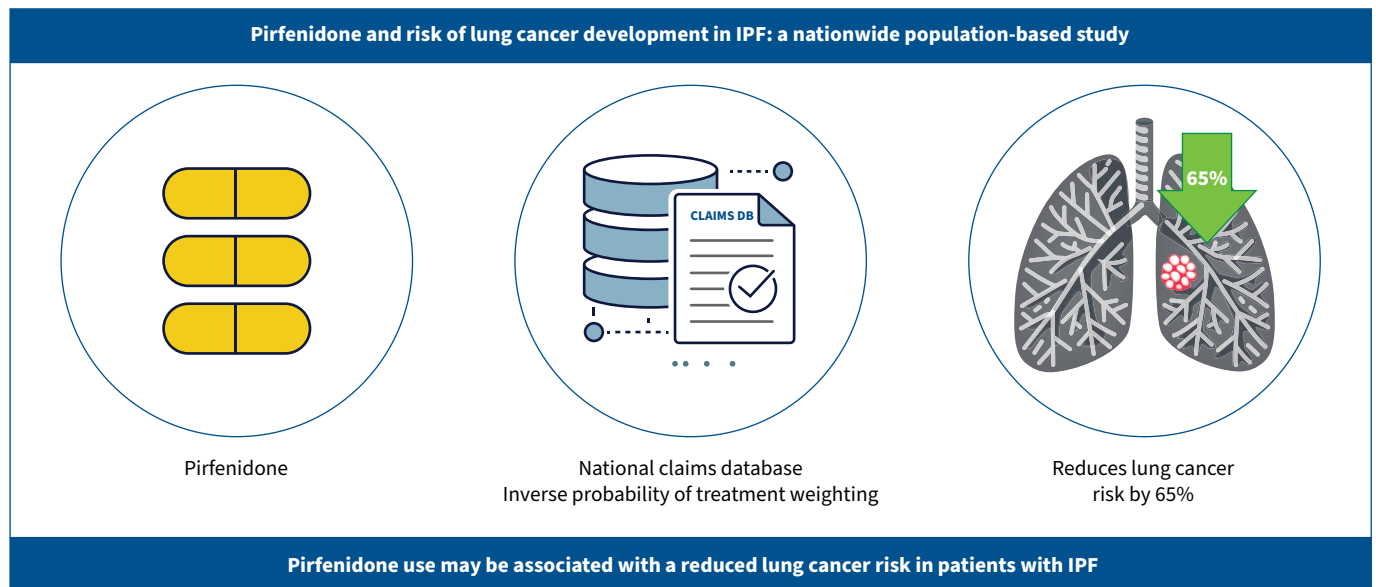 Pirfenidone and risk of lung cancer development in IPF: a nationwide population-based study
CLAIMS DB
65%
Pirfenidone
National claims database
Inverse probability of treatment weighting
Reduces lung cancer
risk by 65%
Pirfenidone use may be associated with a reduced lung cancer risk in patients with IPF